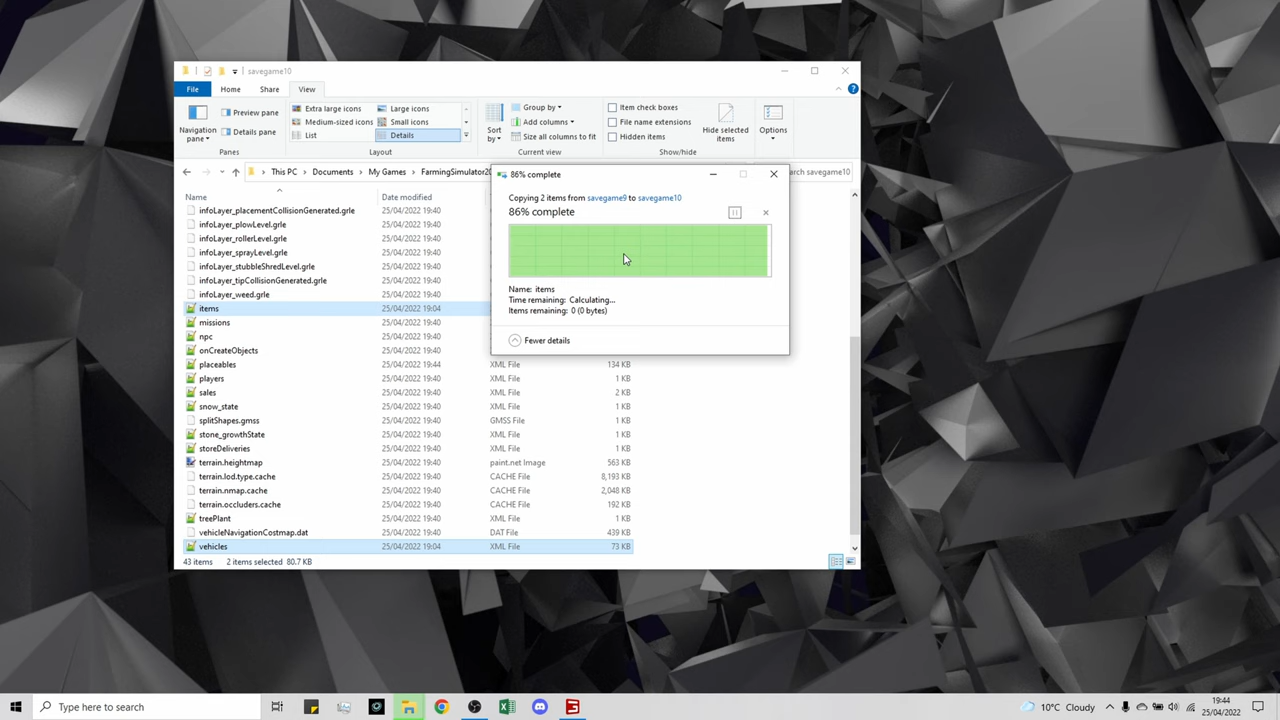 savegame10
File Home Share View
Navigation pane
Preview pane
Details pane
Panes
Extra large icons
Large icons
Medium-sized icons
Small icons
List
Details
Layout
Sort by
Group by
Add columns
Size all columns to fit
Current view
Item check boxes
File name extensions
Hidden items
Hide selected items
Show/hide
Options
This PC Documents My Games FarmingSimulator20
arch savegame10
Name Date modified
infoLayer_placementCollisionGenerated.grle 25/04/2022 19:40
infoLayer_plowLevel.grle 25/04/2022 19:40
infoLayer_rollerLevel.grle 25/04/2022 19:40
infoLayer_sprayLevel.grle 25/04/2022 19:40
infoLayer_stubbleShredLevel.grle 25/04/2022 19:40
infoLayer_tipCollisionGenerated.grle 25/04/2022 19:40
infoLayer_weed.grle 25/04/2022 19:40
items 25/04/2022 19:04
missions 25/04/2022 19:40
npc 25/04/2022 19:40
onCreateObjects 25/04/2022 19:40
placeables 25/04/2022 19:44 XML File 134 KB
players 25/04/2022 19:40 XML File 1 KB
sales 25/04/2022 19:40 XML File 2 KB
snow_state 25/04/2022 19:40 XML File 1 KB
splitShapes.gmss 25/04/2022 19:40 GMSS File 1 KB
stone_growthState 25/04/2022 19:40 XML File 1 KB
storeDeliveries 25/04/2022 19:40 XML File 1 KB
terrain.heightmap 25/04/2022 19:40 paint.net Image 563 KB
terrain.lod.type.cache 25/04/2022 19:40 CACHE File 8,193 KB
terrain.nmap.cache 25/04/2022 19:40 CACHE File 2,048 KB
terrain.occluders.cache 25/04/2022 19:40 CACHE File 192 KB
treePlant 25/04/2022 19:40 XML File 1 KB
vehicleNavigationCostmap.dat 25/04/2022 19:40 DAT File 439 KB
vehicles 25/04/2022 19:04 XML File 73 KB
43 items 2 items selected 80.7 KB
86% complete
Copying 2 items from savegame9 to savegame10
86% complete
Name: items
Time remaining: Calculating...
Items remaining: 0 (0 bytes)
Fewer details
Type here to search
10°C Cloudy
19:44
25/04/2022